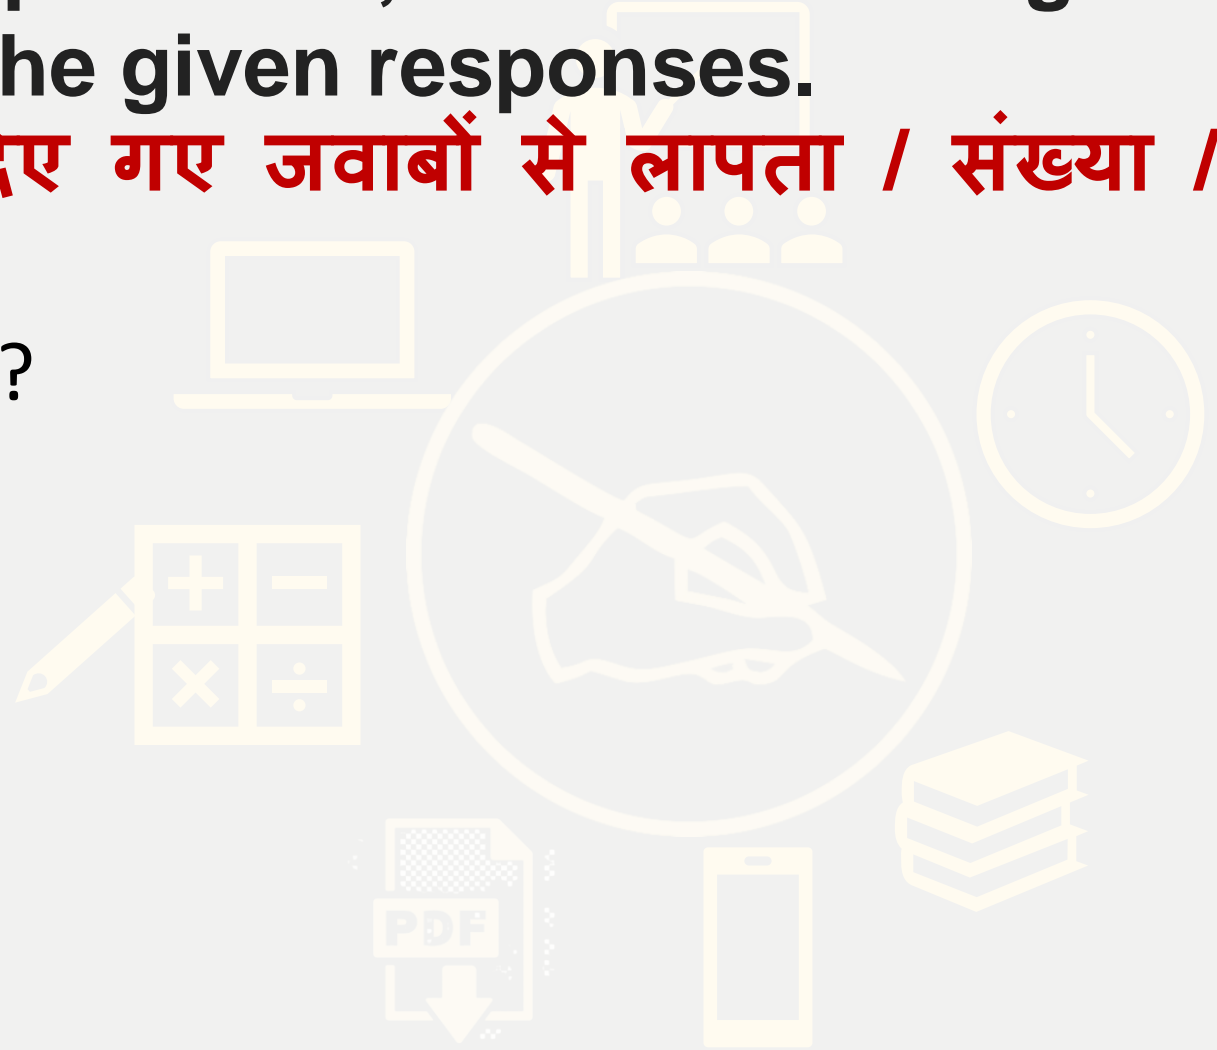 he given responses.
गए जवाबों से लापता / संख्या /
?
PDF